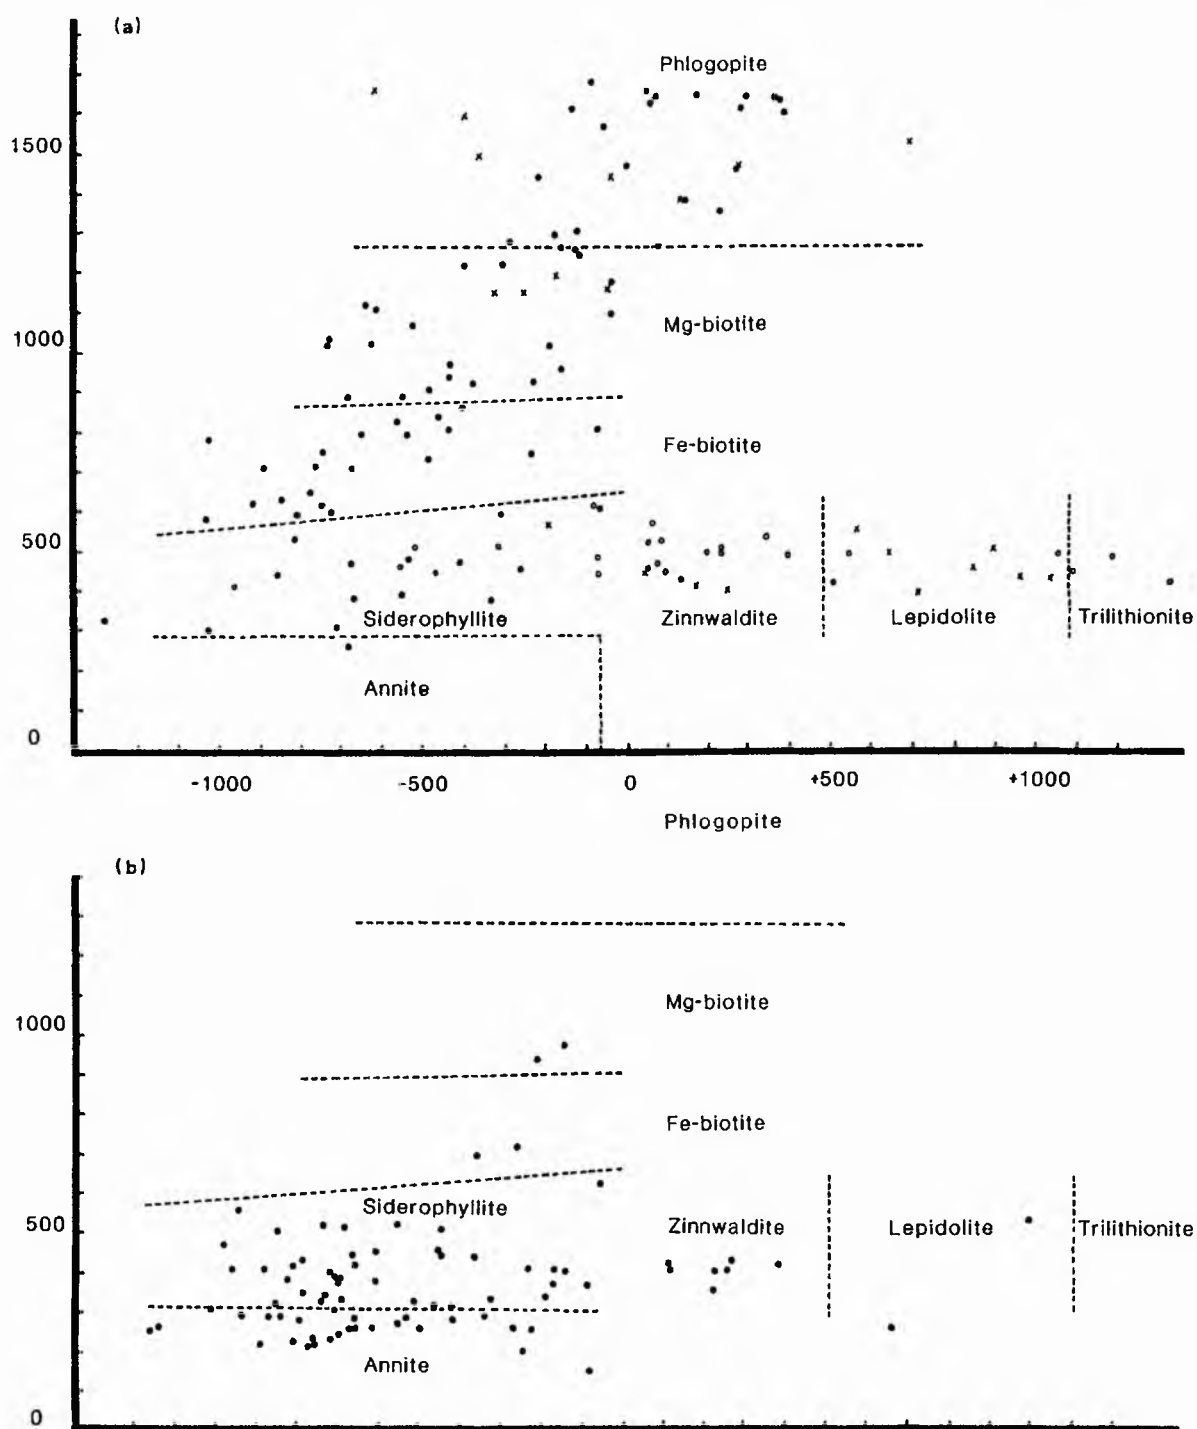 (a)
Phlogopite
1500
1000
Mg-biotite
Fe-biotite
500
Siderophyllite
Zinnwaldite
Lepidolite
Trilithionite
Annite
0
-1000
-500
0
+500
+1000
Phlogopite
(b)
Mg-biotite
1000
Fe-biotite
Siderophyllite
500
Zinnwaldite
Lepidolite
Trilithionite
Annite
0